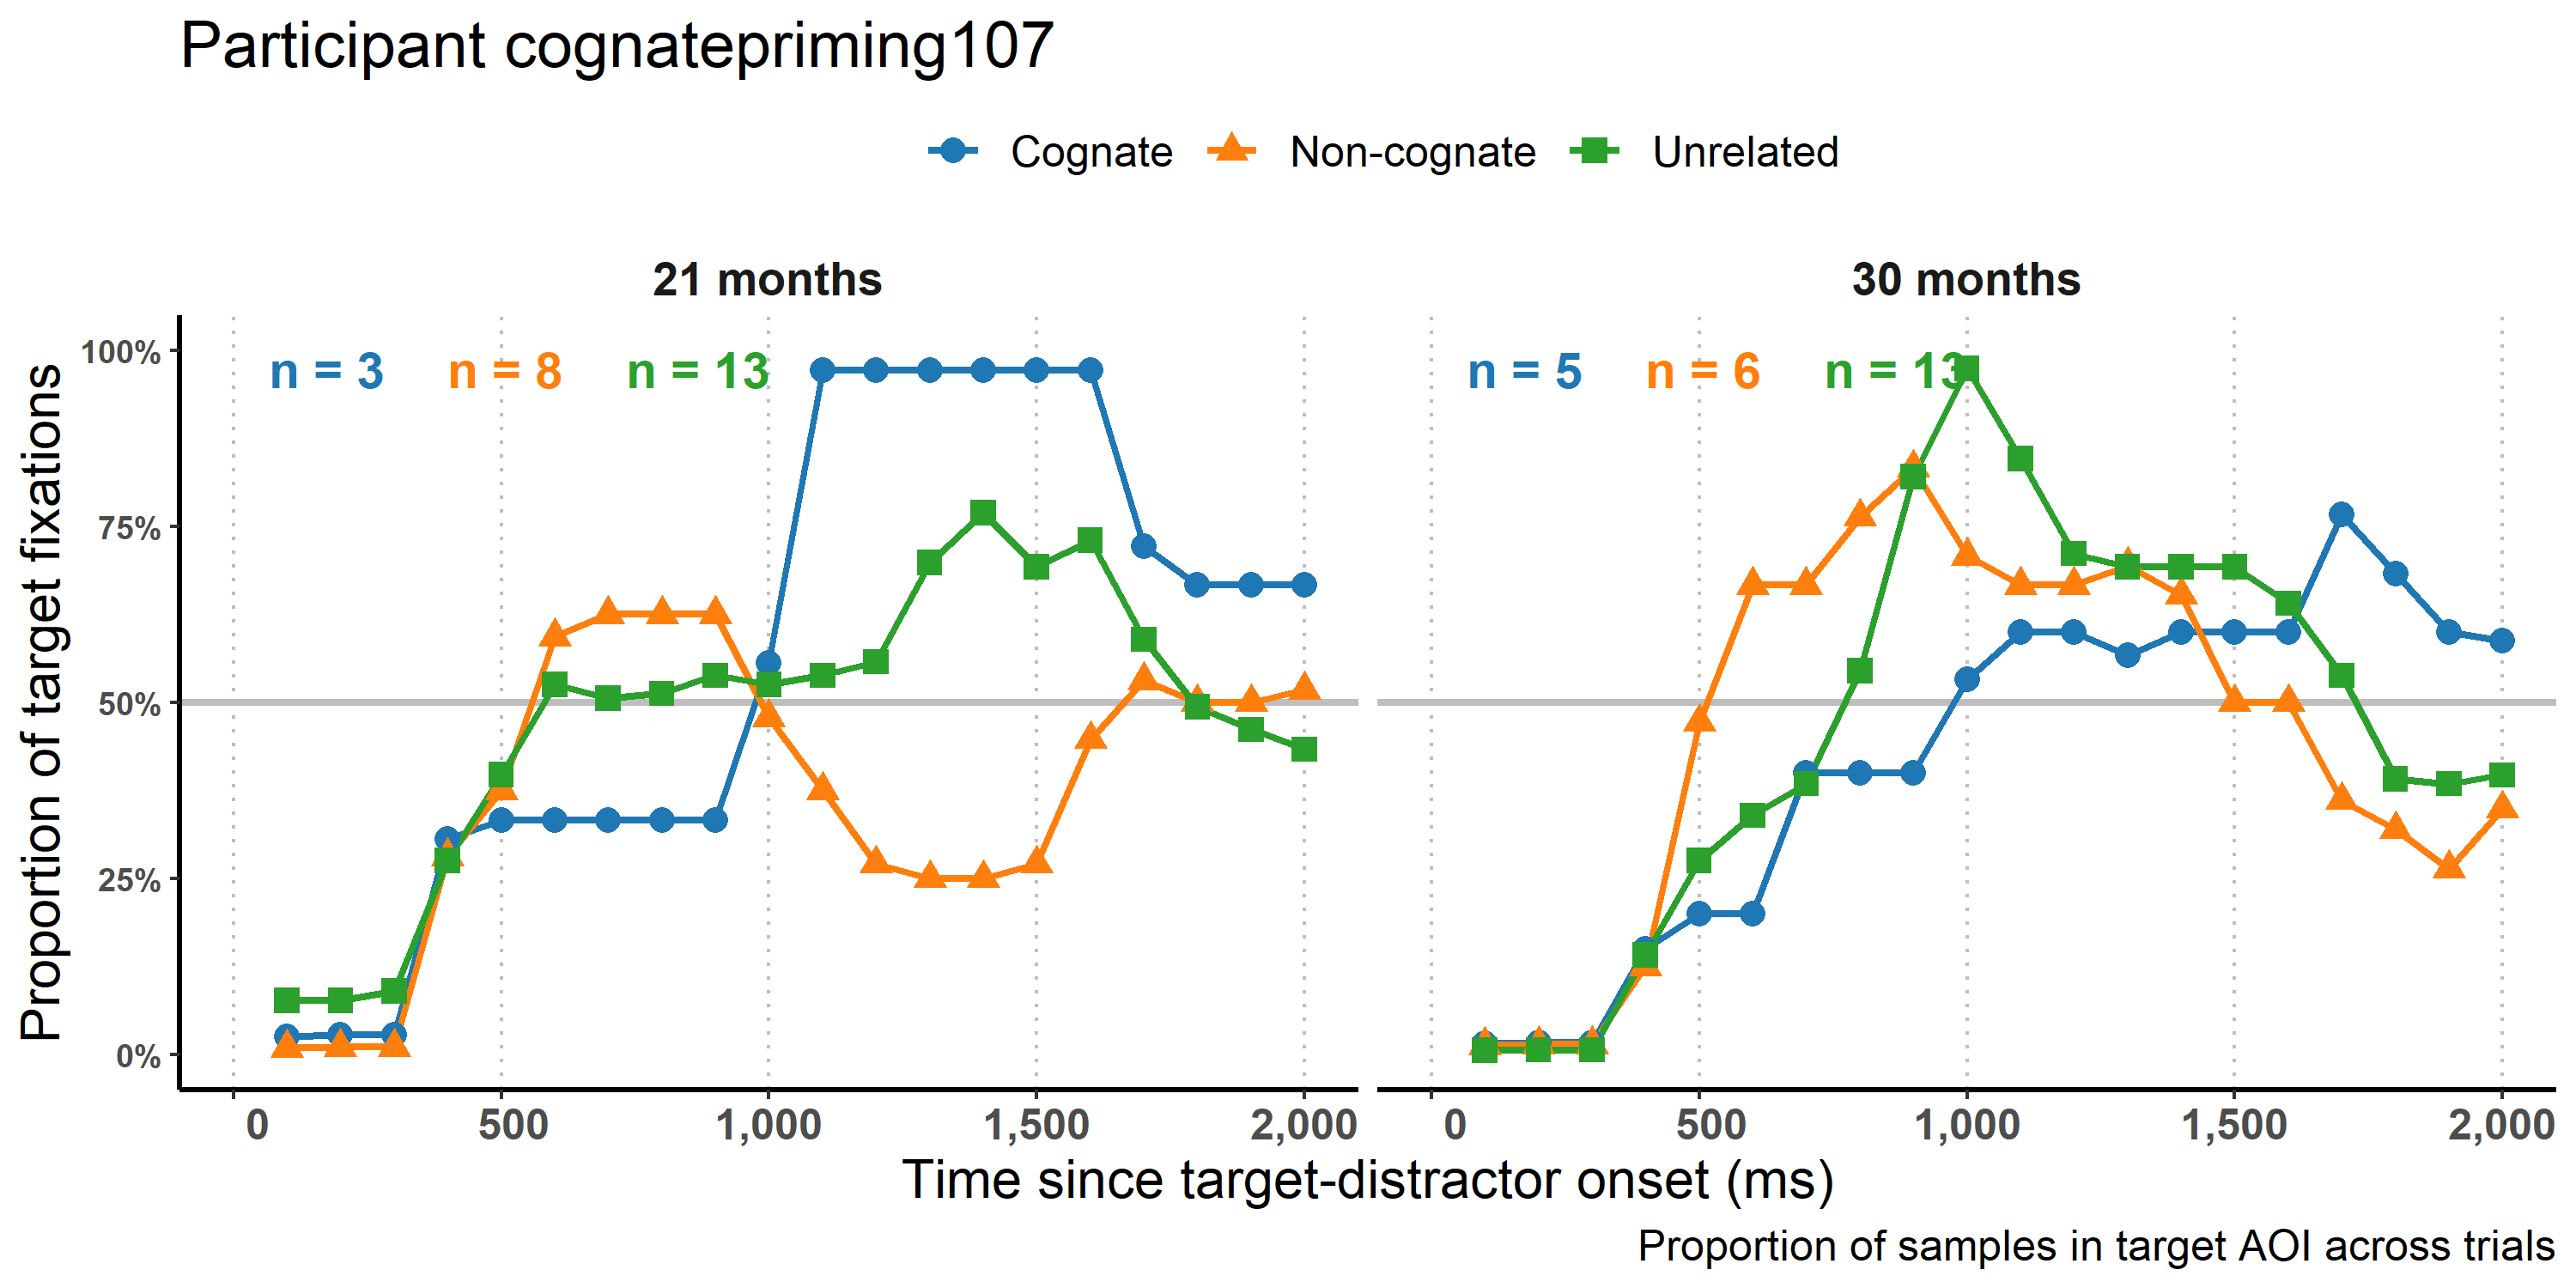 Participant cognatepriming107
Cognate Non-cognate Unrelated
21 months 30 months
Proportion of target fixations
100%
75%
50%
25%
0%
n = 3 n = 8 n = 13
n = 5 n = 6 n = 13
0 500 1,000 1,500 2,000
0 500 1,000 1,500 2,000
Time since target-distractor onset (ms)
Proportion of samples in target AOI across trials